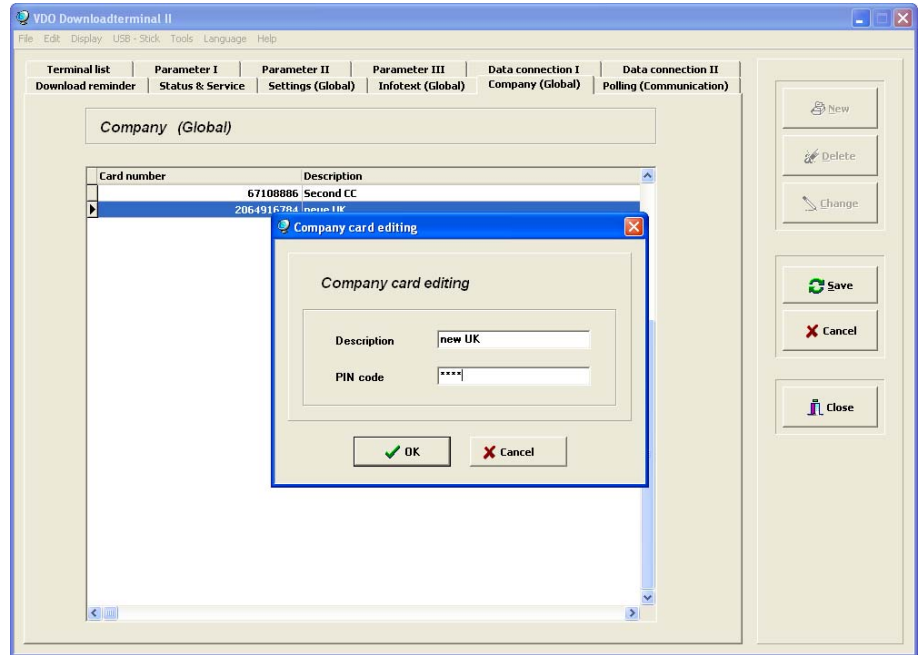 VDO Downloadterminal II
File Edit Display USB - Stick Tools Language Help
Terminal list Parameter I Parameter II Parameter III Data connection I Data connection II
Download reminder Status & Service Settings (Global) Infotext (Global) Company (Global) Polling (Communication)
Company (Global)
Card number Description
67108886 Second CC
2064916784 neue UK
Company card editing
Company card editing
Description new UK
PIN code ****
OK Cancel
New
Delete
Change
Save
Cancel
Close